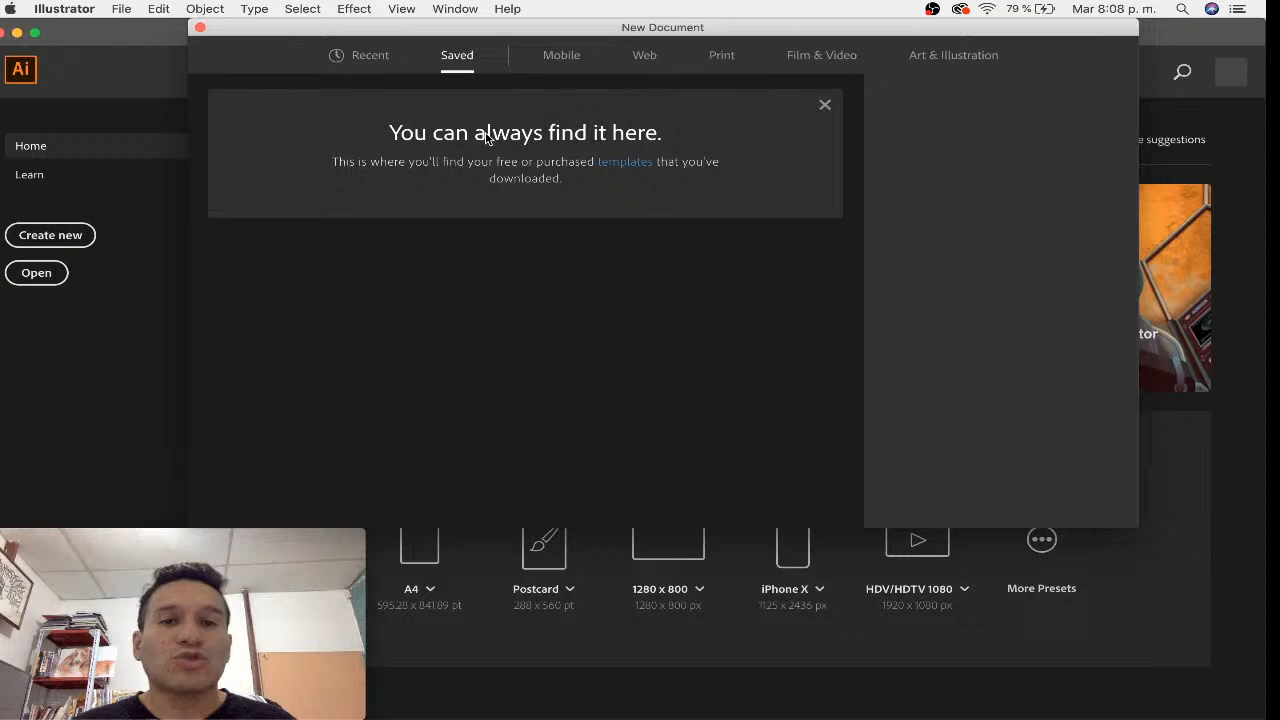 Illustrator File Edit Object Type Select Effect View Window Help 79 % Mar 8:08 p. m.
New Document
Ai
Recent Saved Mobile Web Print Film & Video Art & Illustration
You can always find it here.
This is where you'll find your free or purchased templates that you've
downloaded.
Home
Learn
e suggestions
Create new
Open
tor
A4 Postcard 1280 x 800 iPhone X HDV/HDTV 1080 More Presets
595.28 x 841.89 pt 288 x 560 pt 1280 x 800 px 1125 x 2436 px 1920 x 1080 px